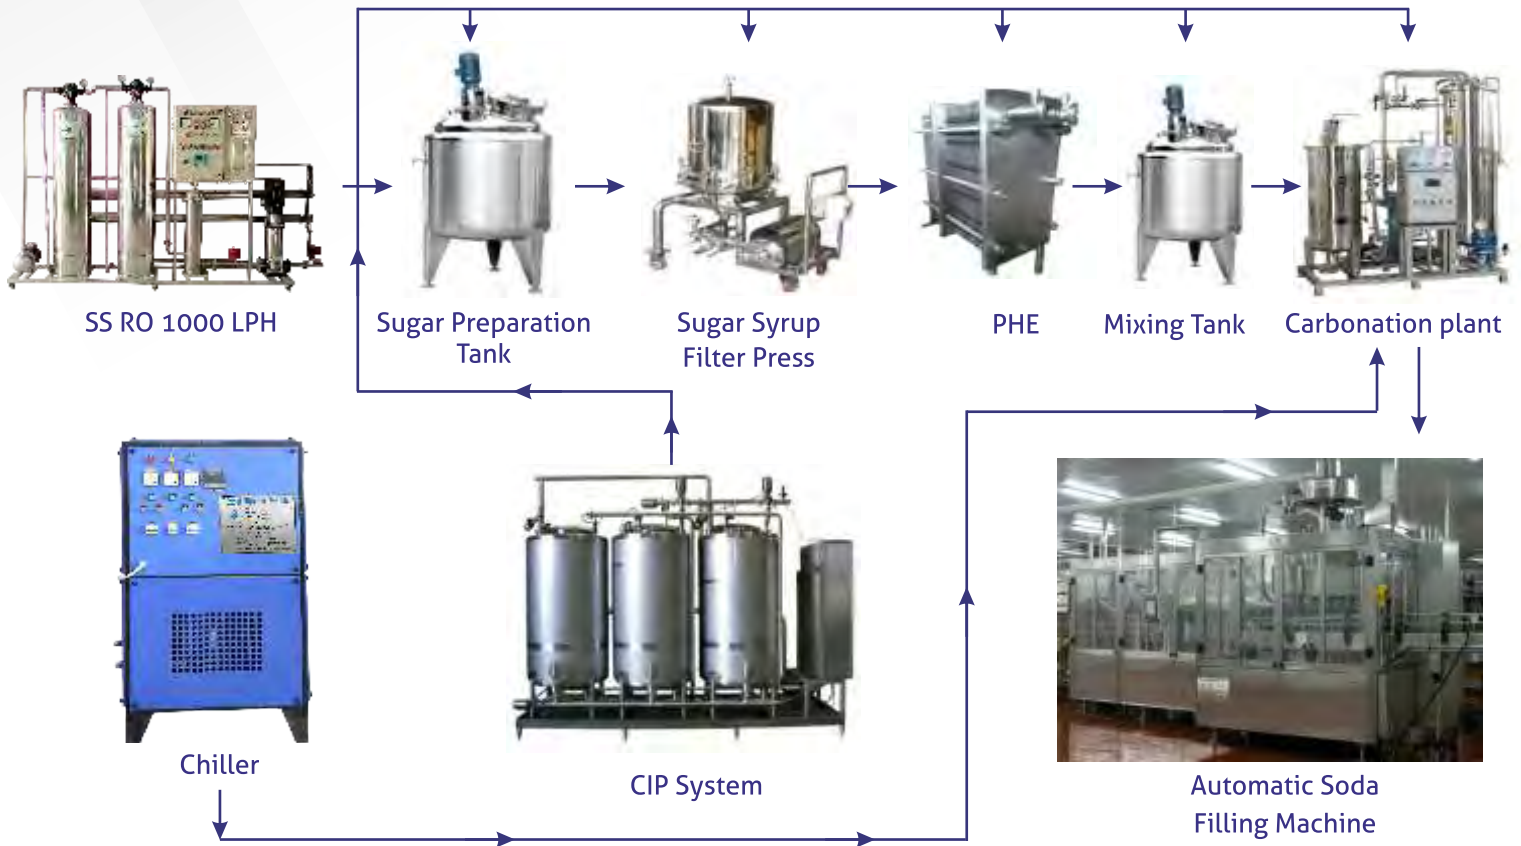 SS RO 1000 LPH
Sugar Preparation
Tank
Sugar Syrup
Filter Press
PHE
Mixing Tank
Carbonation plant
Chiller
CIP System
Automatic Soda
Filling Machine